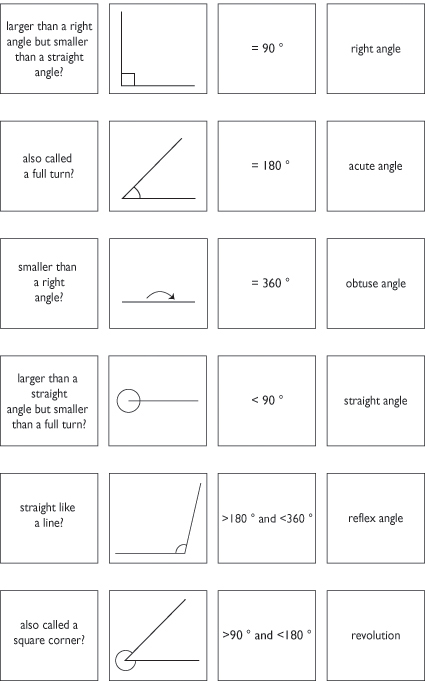 larger than a right
angle but smaller
than a straight
angle?
= 90 °
right angle
also called
a full turn?
= 180 °
acute angle
smaller than
a right
angle?
= 360 °
obtuse angle
larger than a
straight
angle but smaller
than a full turn?
< 90 °
straight angle
straight like
a line?
>180 ° and <360 °
reflex angle
also called a
square corner?
>90 ° and <180 °
revolution